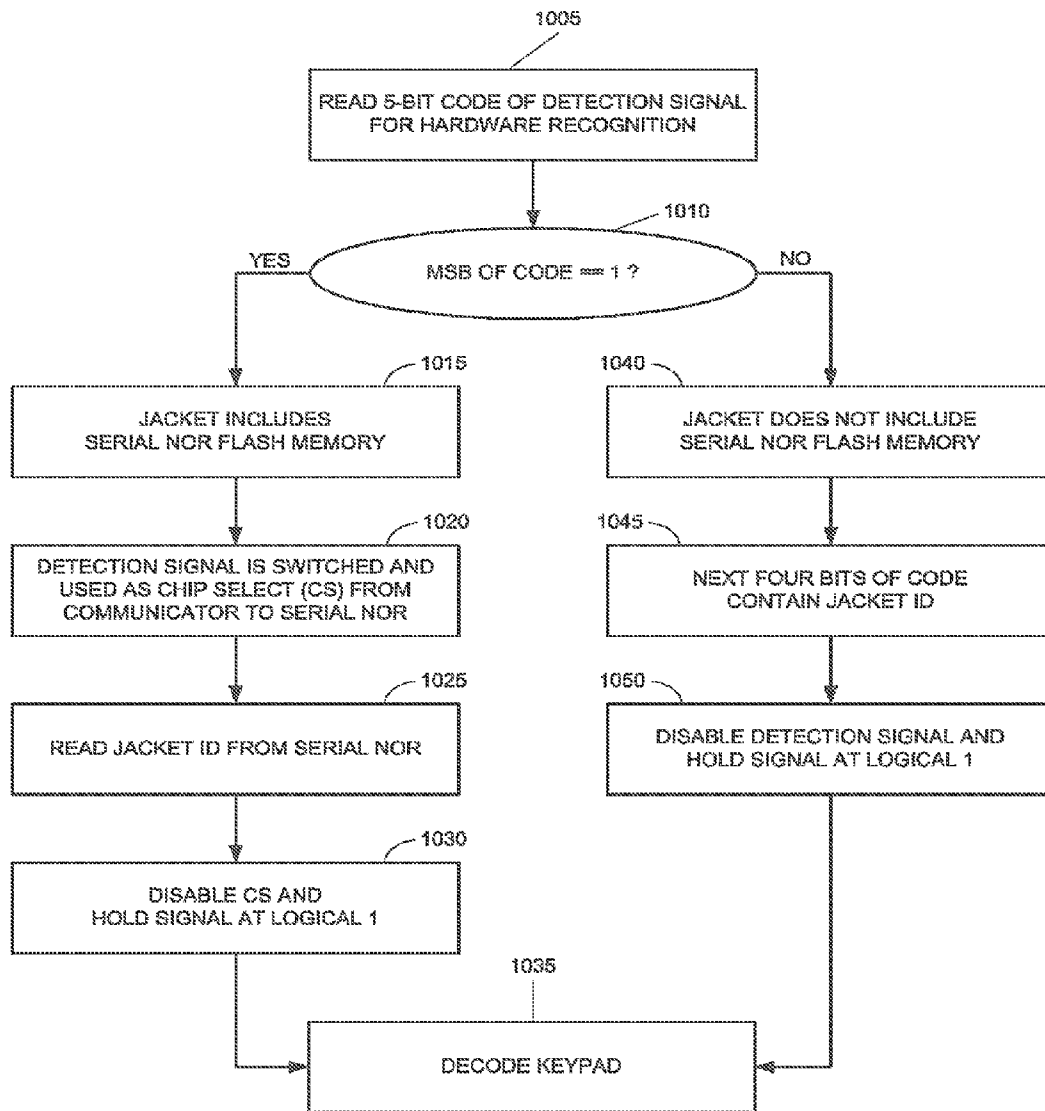 1005
READ 5-BIT CODE OF DETECTION SIGNAL
FOR HARDWARE RECOGNITION
1010
YES
MSB OF CODE == 1 ?
NO
1015
JACKET INCLUDES
SERIAL NOR FLASH MEMORY
1040
JACKET DOES NOT INCLUDE
SERIAL NOR FLASH MEMORY
1020
DETECTION SIGNAL IS SWITCHED AND
USED AS CHIP SELECT (CS) FROM
COMMUNICATOR TO SERIAL NOR
1045
NEXT FOUR BITS OF CODE
CONTAIN JACKET ID
1025
READ JACKET ID FROM SERIAL NOR
1050
DISABLE DETECTION SIGNAL AND
HOLD SIGNAL AT LOGICAL 1
1030
DISABLE CS AND
HOLD SIGNAL AT LOGICAL 1
1035
DECODE KEYPAD